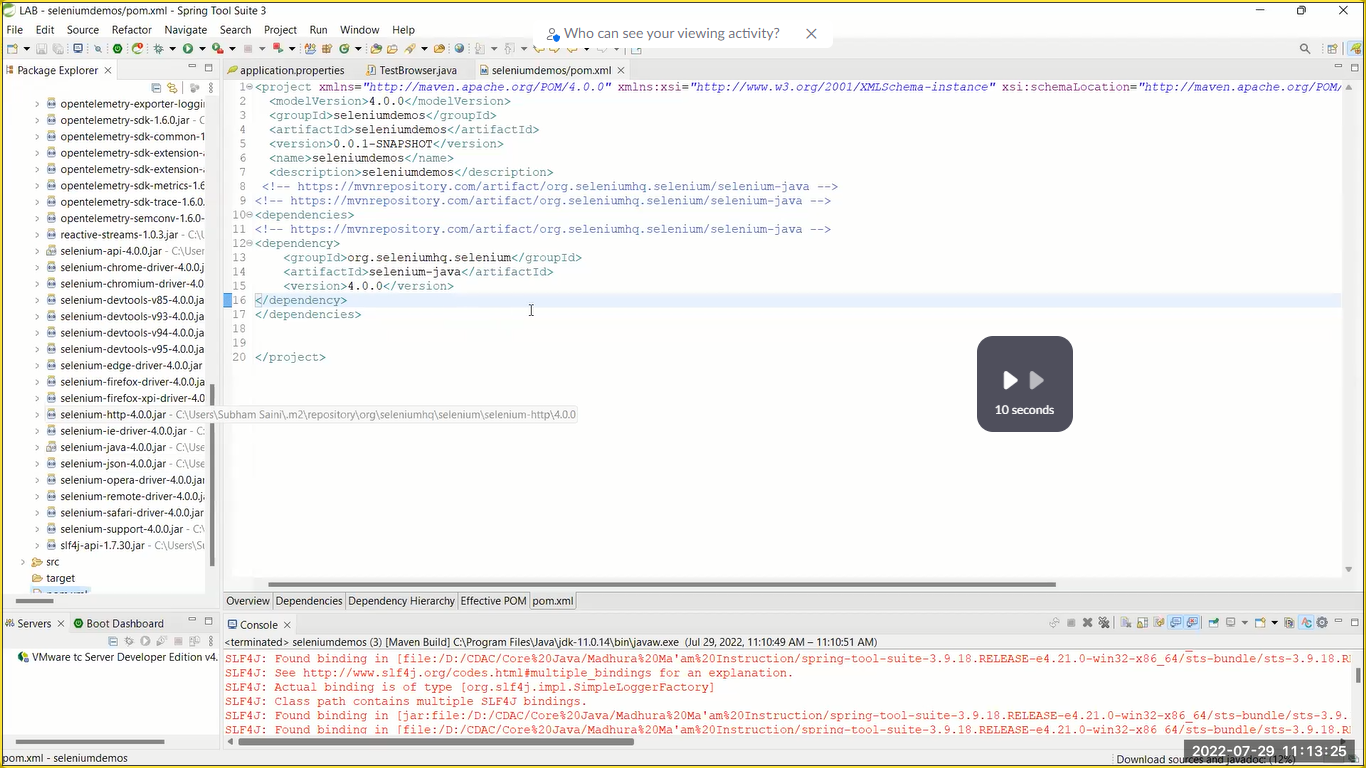 LAB - seleniumdemos/pom.xml - Spring Tool Suite 3
File Edit Source Refactor Navigate Search Project Run Window Help
Who can see your viewing activity?
Package Explorer
application.properties TestBrowser.java seleniumdemos/pom.xml
opentelemetry-exporter-loggi
opentelemetry-sdk-1.6.0.jar - C:
opentelemetry-sdk-common-1
opentelemetry-sdk-extension-
opentelemetry-sdk-extension-
opentelemetry-sdk-metrics-1.6
opentelemetry-sdk-trace-1.6.0
opentelemetry-semconv-1.6.0-
reactive-streams-1.0.3.jar - C:\U
selenium-api-4.0.0.jar - C:\Use
selenium-chrome-driver-4.0.0.j
selenium-chromium-driver-4.0
selenium-devtools-v85-4.0.0.ja
selenium-devtools-v93-4.0.0.ja
selenium-devtools-v94-4.0.0.ja
selenium-devtools-v95-4.0.0.ja
selenium-edge-driver-4.0.0.jar
selenium-firefox-driver-4.0.0.ja
selenium-firefox-xpi-driver-4.0
selenium-http-4.0.0.jar - C:\Users\Subham Saini\.m2\repository\org\seleniumhq\selenium\selenium-http\4.0.0
selenium-ie-driver-4.0.0.jar - C:
selenium-java-4.0.0.jar - C:\Use
selenium-json-4.0.0.jar - C:\Us
selenium-opera-driver-4.0.0.ja
selenium-remote-driver-4.0.0.ja
selenium-safari-driver-4.0.0.jar
selenium-support-4.0.0.jar - C:\
slf4j-api-1.7.30.jar - C:\Users\Su
src
target
pom.xml
1 <project xmlns="http://maven.apache.org/POM/4.0.0" xmlns:xsi="http://www.w3.org/2001/XMLSchema-instance" xsi:schemaLocation="http://maven.apache.org/POM/
2 <modelVersion>4.0.0</modelVersion>
3 <groupId>seleniumdemos</groupId>
4 <artifactId>seleniumdemos</artifactId>
5 <version>0.0.1-SNAPSHOT</version>
6 <name>seleniumdemos</name>
7 <description>seleniumdemos</description>
8 <!-- https://mvnrepository.com/artifact/org.seleniumhq.selenium/selenium-java -->
9 <!-- https://mvnrepository.com/artifact/org.seleniumhq.selenium/selenium-java -->
10 <dependencies>
11 <!-- https://mvnrepository.com/artifact/org.seleniumhq.selenium/selenium-java -->
12 <dependency>
13 <groupId>org.seleniumhq.selenium</groupId>
14 <artifactId>selenium-java</artifactId>
15 <version>4.0.0</version>
16 </dependency>
17 </dependencies>
18
19
20 </project>
10 seconds
Overview Dependencies Dependency Hierarchy Effective POM pom.xml
Servers Boot Dashboard
VMware tc Server Developer Edition v4.
Console
<terminated> seleniumdemos (3) [Maven Build] C:\Program Files\Java\jdk-11.0.14\bin\javaw.exe (Jul 29, 2022, 11:10:49 AM – 11:10:51 AM)
SLF4J: Found binding in [file:/D:/CDAC/Core%20Java/Madhura%20Ma'am%20Instruction/spring-tool-suite-3.9.18.RELEASE-e4.21.0-win32-x86_64/sts-bundle/sts-3.9.18.R
SLF4J: See http://www.slf4j.org/codes.html#multiple_bindings for an explanation.
SLF4J: Actual binding is of type [org.slf4j.impl.SimpleLoggerFactory]
SLF4J: Class path contains multiple SLF4J bindings.
SLF4J: Found binding in [jar:file:/D:/CDAC/Core%20Java/Madhura%20Ma'am%20Instruction/spring-tool-suite-3.9.18.RELEASE-e4.21.0-win32-x86_64/sts-bundle/sts-3.9.
SLF4J: Found binding in [file:/D:/CDAC/Core%20Java/Madhura%20Ma'am%20Instruction/spring-tool-suite-3.9.18.RELEASE-e4.21.0-win32-x86_64/sts-bundle/sts-3.9.18.R
pom.xml - seleniumdemos
Download sources and javadoc: (12%)
2022-07-29 11:13:25